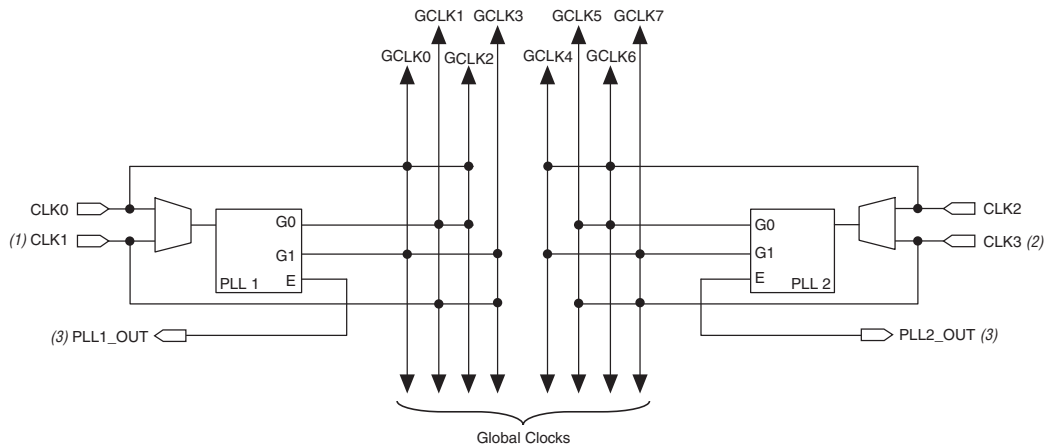 GCLK1 GCLK3 GCLK5 GCLK7
GCLK0 GCLK2 GCLK4 GCLK6
CLK0
(1) CLK1
G0
G1
E
PLL 1
(3) PLL1_OUT
G0
G1
E
PLL 2
CLK2
CLK3 (2)
PLL2_OUT (3)
Global Clocks